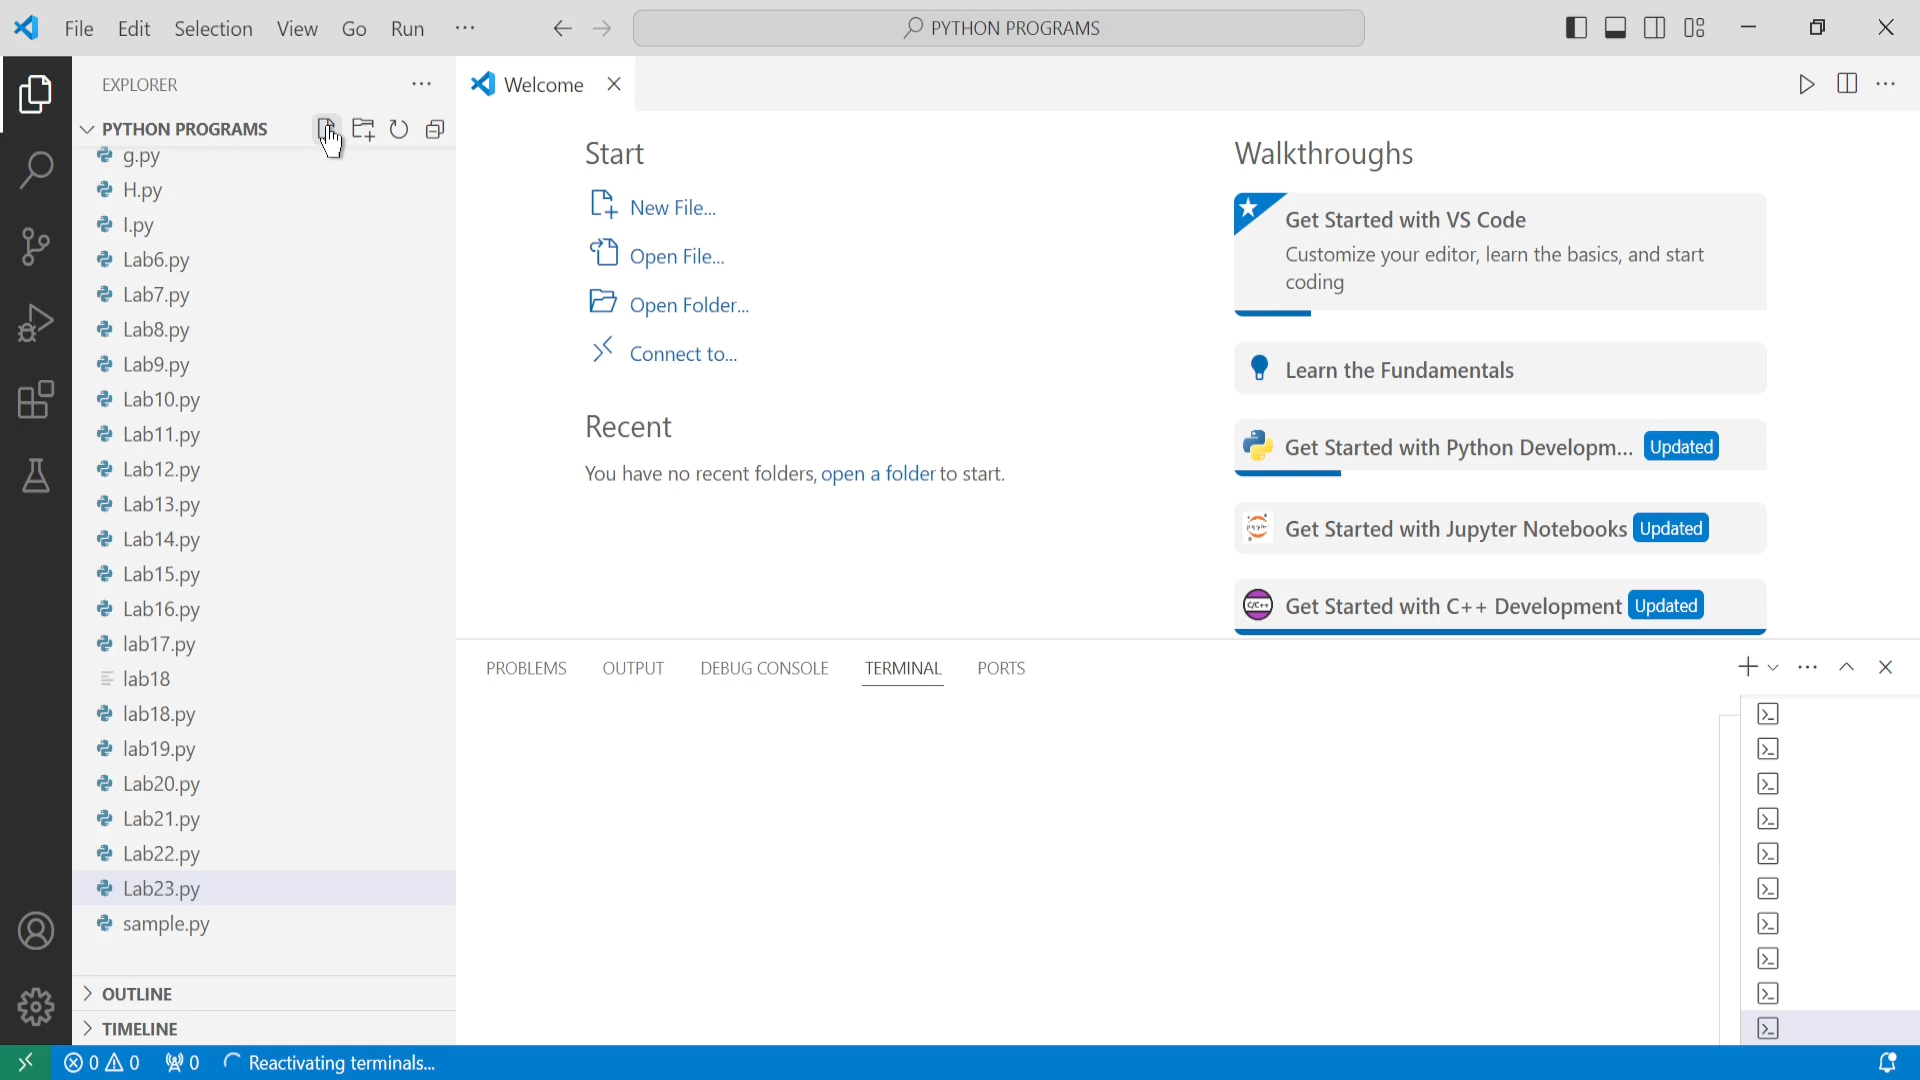 File Edit Selection View Go Run ...
PYTHON PROGRAMS
EXPLORER
PYTHON PROGRAMS
g.py
H.py
I.py
Lab6.py
Lab7.py
Lab8.py
Lab9.py
Lab10.py
Lab11.py
Lab12.py
Lab13.py
Lab14.py
Lab15.py
Lab16.py
lab17.py
lab18
lab18.py
lab19.py
Lab20.py
Lab21.py
Lab22.py
Lab23.py
sample.py
OUTLINE
TIMELINE
Welcome
Start
New File...
Open File...
Open Folder...
Connect to...
Recent
You have no recent folders, open a folder to start.
Walkthroughs
Get Started with VS Code
Customize your editor, learn the basics, and start
coding
Learn the Fundamentals
Get Started with Python Developm... Updated
Get Started with Jupyter Notebooks Updated
C/C++ Get Started with C++ Development Updated
PROBLEMS OUTPUT DEBUG CONSOLE TERMINAL PORTS
0 0 0 Reactivating terminals...